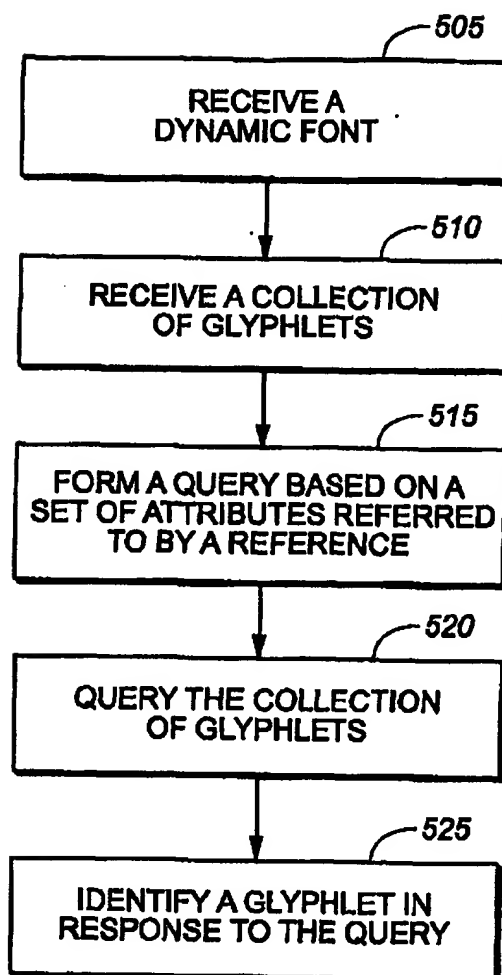 505
RECEIVE A
DYNAMIC FONT
510
RECEIVE A COLLECTION
OF GLYPHLETS
515
FORM A QUERY BASED ON A
SET OF ATTRIBUTES REFERRED
TO BY A REFERENCE
520
QUERY THE COLLECTION
OF GLYPHLETS
525
IDENTIFY A GLYPHLET IN
RESPONSE TO THE QUERY